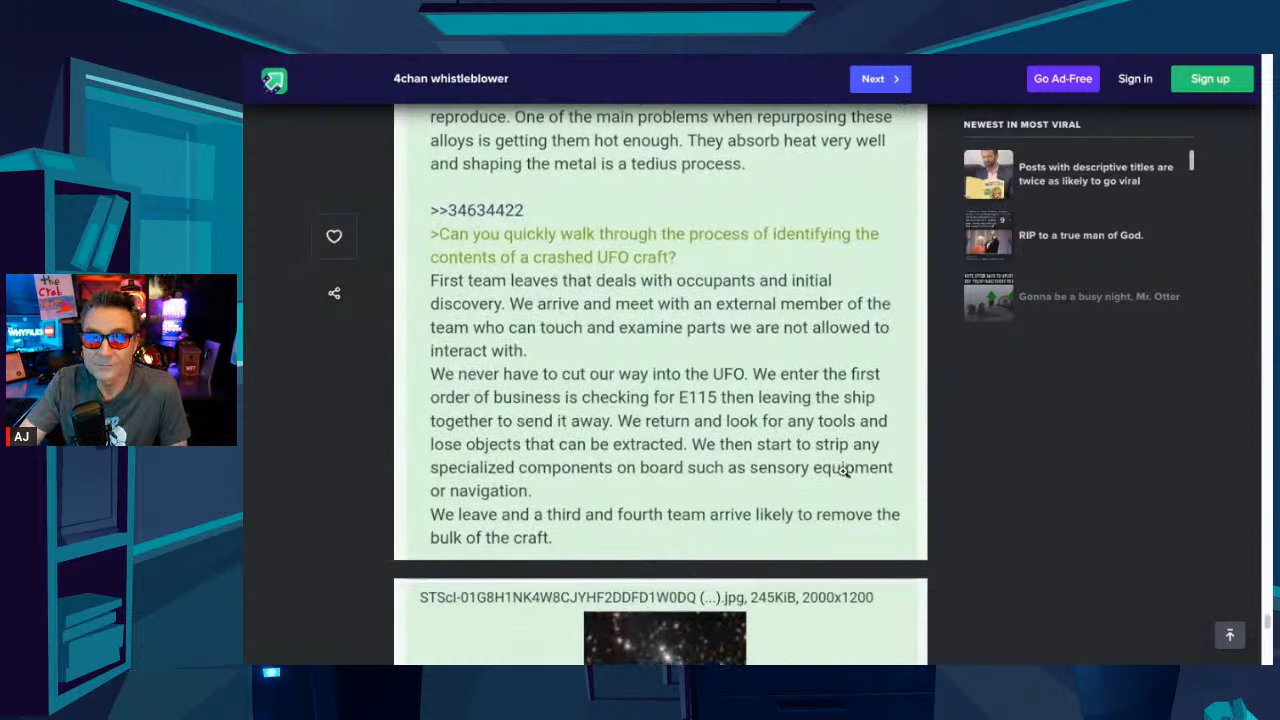 4chan whistleblower
Next
Go Ad-Free
Sign in
Sign up
reproduce. One of the main problems when repurposing these
alloys is getting them hot enough. They absorb heat very well
and shaping the metal is a tedius process.
>>34634422
>Can you quickly walk through the process of identifying the
contents of a crashed UFO craft?
First team leaves that deals with occupants and initial
discovery. We arrive and meet with an external member of the
team who can touch and examine parts we are not allowed to
interact with.
We never have to cut our way into the UFO. We enter the first
order of business is checking for E115 then leaving the ship
together to send it away. We return and look for any tools and
lose objects that can be extracted. We then start to strip any
specialized components on board such as sensory equipment
or navigation.
We leave and a third and fourth team arrive likely to remove the
bulk of the craft.
STScI-01G8H1NK4W8CJYHF2DDFD1W0DQ (...).jpg, 245KiB, 2000x1200
NEWEST IN MOST VIRAL
Posts with descriptive titles are
twice as likely to go viral
RIP to a true man of God.
Gonna be a busy night, Mr. Otter
the
Crab
WHYFILES
AJ